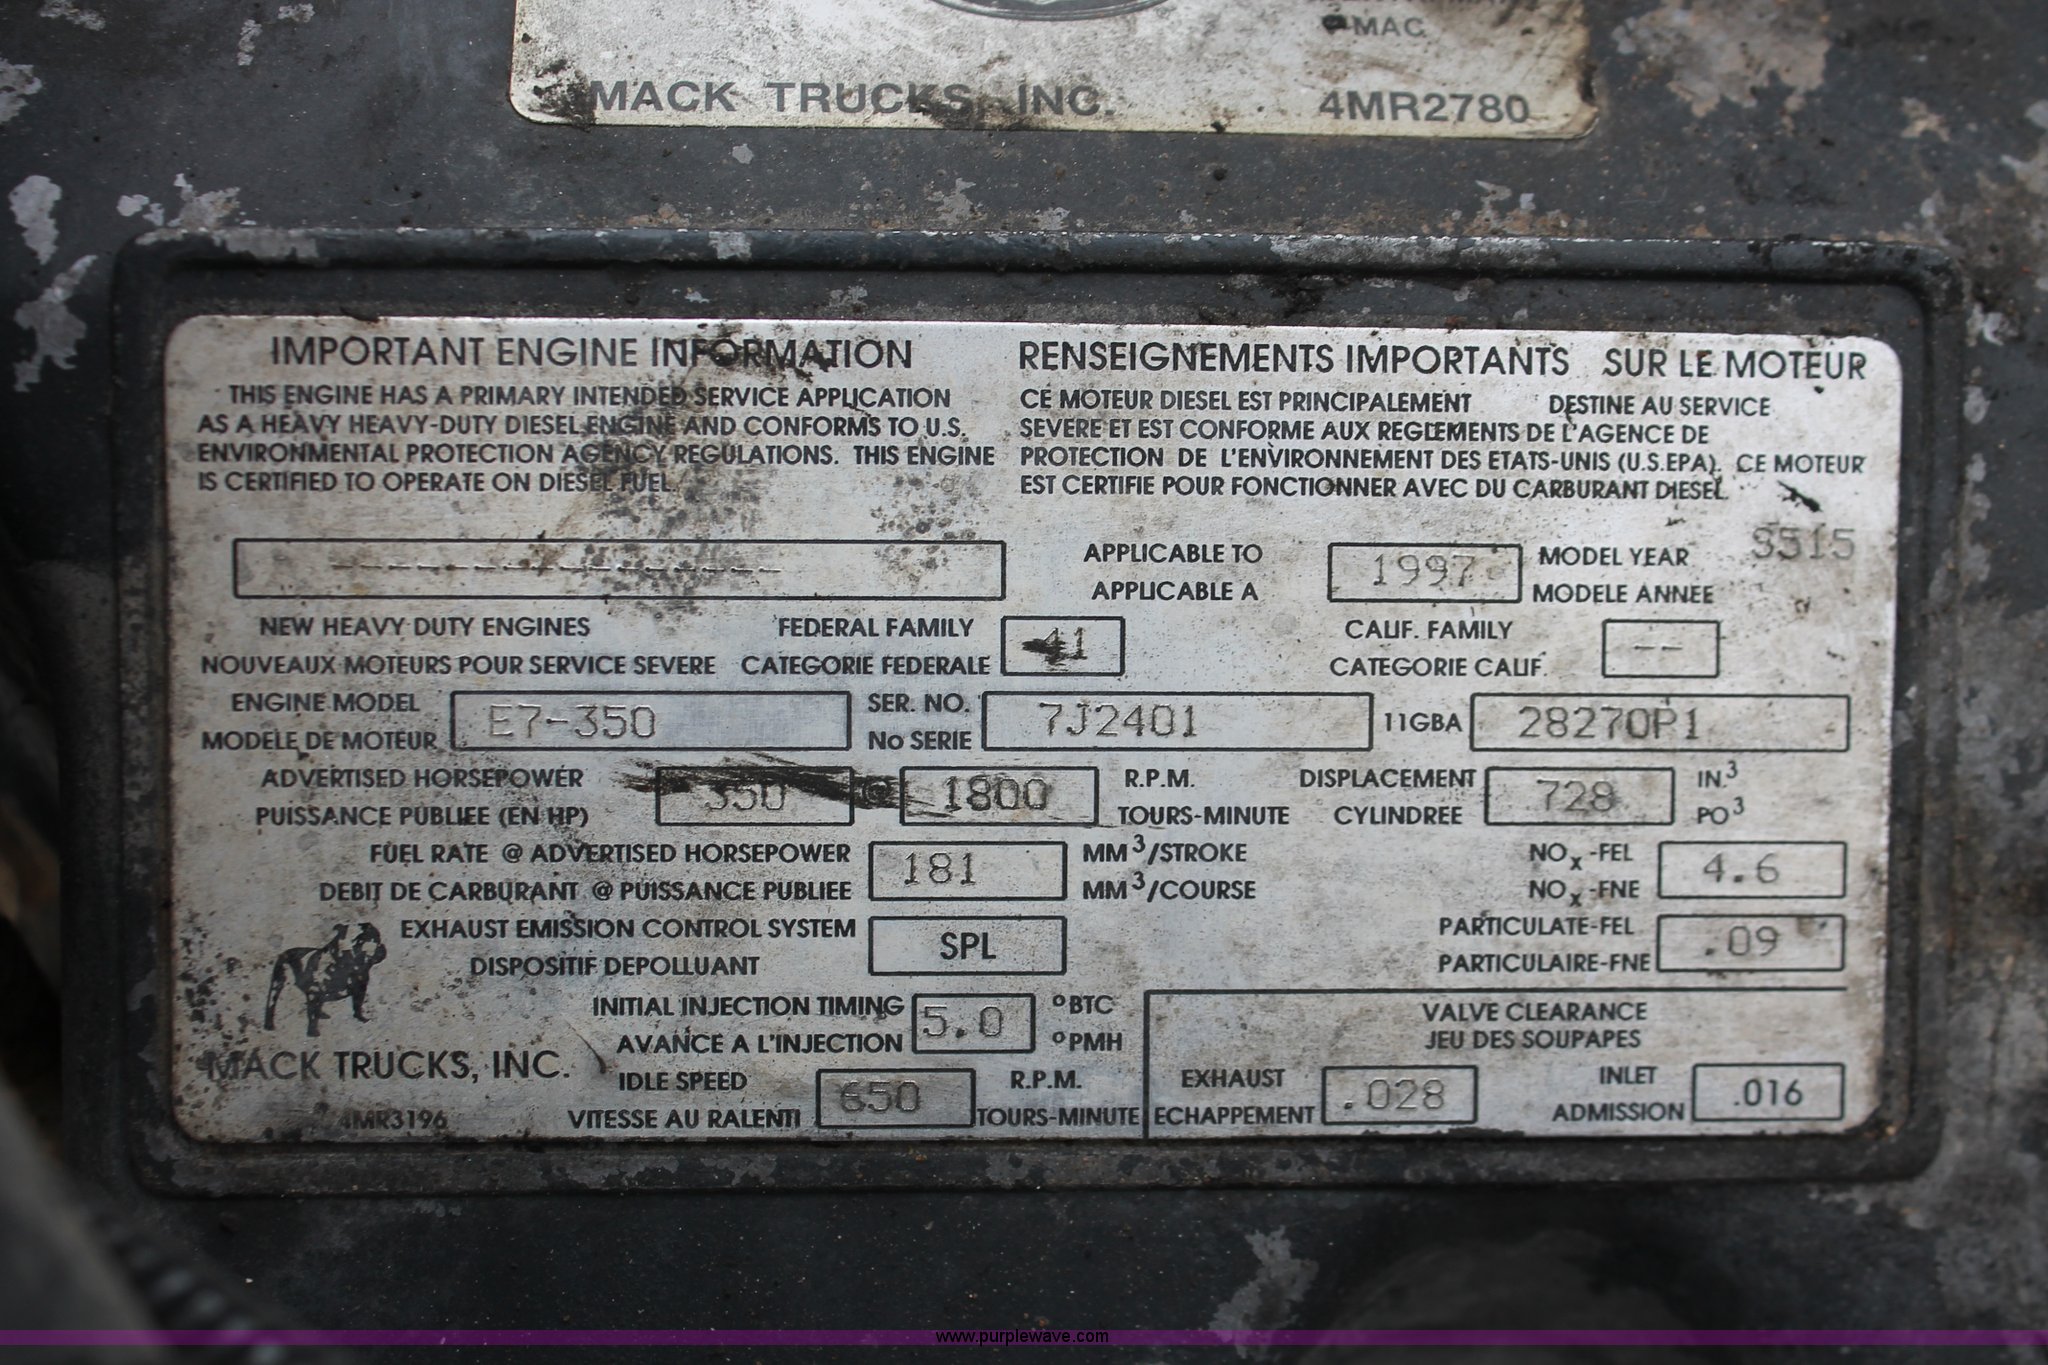 MAC
MACK TRUCKS, INC. 4MR2780
IMPORTANT ENGINE INFORMATION
THIS ENGINE HAS A PRIMARY INTENDED SERVICE APPLICATION
AS A HEAVY HEAVY-DUTY DIESEL ENGINE AND CONFORMS TO U.S.
ENVIRONMENTAL PROTECTION AGENCY REGULATIONS. THIS ENGINE
IS CERTIFIED TO OPERATE ON DIESEL FUEL.
RENSEIGNEMENTS IMPORTANTS SUR LE MOTEUR
CE MOTEUR DIESEL EST PRINCIPALEMENT DESTINE AU SERVICE
SEVERE ET EST CONFORME AUX REGLEMENTS DE L'AGENCE DE
PROTECTION DE L'ENVIRONNEMENT DES ETATS-UNIS (U.S.EPA). CE MOTEUR
EST CERTIFIE POUR FONCTIONNER AVEC DU CARBURANT DIESEL.
---------------- APPLICABLE TO 1997 MODEL YEAR S515
APPLICABLE A MODELE ANNEE
NEW HEAVY DUTY ENGINES FEDERAL FAMILY 41 CALIF. FAMILY --
NOUVEAUX MOTEURS POUR SERVICE SEVERE CATEGORIE FEDERALE CATEGORIE CALIF.
ENGINE MODEL E7-350 SER. NO. 7J2401 11GBA 28270P1
MODELE DE MOTEUR No SERIE
ADVERTISED HORSEPOWER 350 @ 1800 R.P.M. DISPLACEMENT 728 IN.3
PUISSANCE PUBLIEE (EN HP) TOURS-MINUTE CYLINDREE PO3
FUEL RATE @ ADVERTISED HORSEPOWER 181 MM3/STROKE NOx-FEL 4.6
DEBIT DE CARBURANT @ PUISSANCE PUBLIEE MM3/COURSE NOx-FNE
EXHAUST EMISSION CONTROL SYSTEM SPL PARTICULATE-FEL .09
DISPOSITIF DEPOLLUANT PARTICULAIRE-FNE
INITIAL INJECTION TIMING 5.0 °BTC
AVANCE A L'INJECTION °PMH
VALVE CLEARANCE
JEU DES SOUPAPES
MACK TRUCKS, INC. IDLE SPEED 650 R.P.M. EXHAUST .028 INLET .016
4MR3196 VITESSE AU RALENTI TOURS-MINUTE ECHAPPEMENT ADMISSION
www.purplewave.com